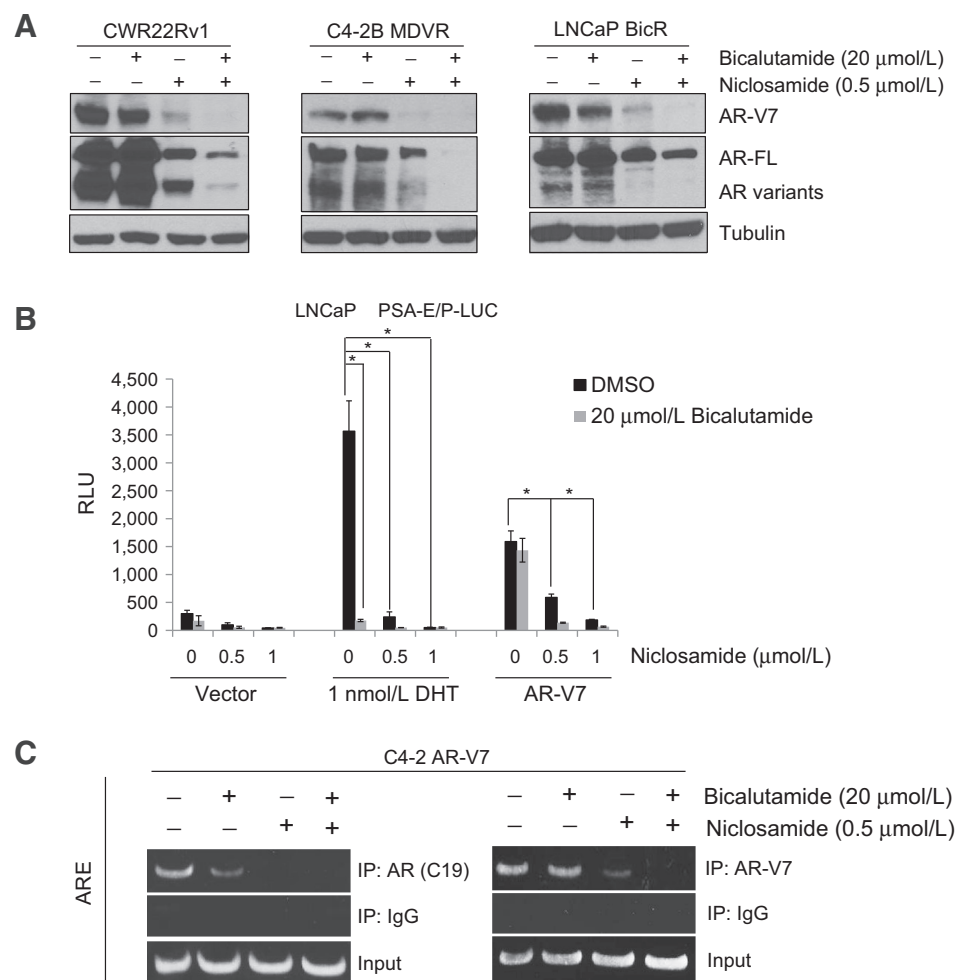 A
CWR22Rv1 C4-2B MDVR LNCaP BicR
– + – + – + – + – + – + Bicalutamide (20 μmol/L)
– – + + – – + + – – + + Niclosamide (0.5 μmol/L)
AR-V7
AR-FL
AR variants
Tubulin
B
LNCaP PSA-E/P-LUC
*
*
*
4,500
4,000
3,500
3,000
2,500
2,000
1,500
1,000
500
0
RLU
DMSO
20 μmol/L Bicalutamide
* *
0 0.5 1 0 0.5 1 0 0.5 1 Niclosamide (μmol/L)
Vector 1 nmol/L DHT AR-V7
C
C4-2 AR-V7
– + – + – + – + Bicalutamide (20 μmol/L)
– – + + – – + + Niclosamide (0.5 μmol/L)
ARE
IP: AR (C19) IP: AR-V7
IP: IgG IP: IgG
Input Input